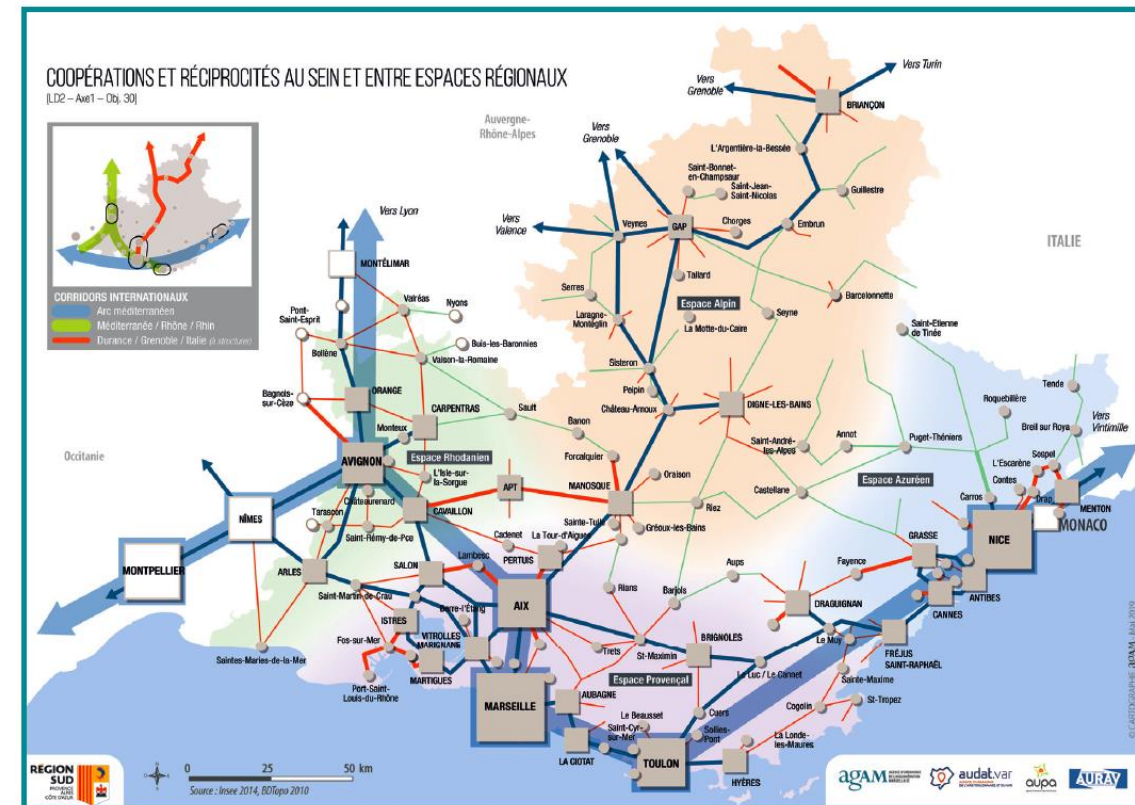 COOPÉRATIONS ET RÉCIPROCITÉS AU SEIN ET ENTRE ESPACES RÉGIONAUX
[LD2 – Axe1 – Obj. 30]
CORRIDORS INTERNATIONAUX
Arc méditerranéen
Méditerranée / Rhône / Rhin
Durance / Grenoble / Italie (à structurer)
Auvergne-
Rhône-Alpes
Vers
Grenoble
Vers Turin
BRIANÇON
Vers
Grenoble
L'Argentière-la-Bessée
Saint-Bonnet-
en-Champsaur
Saint-Jean-
Saint-Nicolas
Guillestre
Vers
Valence
Veynes
GAP
Chorges
Embrun
ITALIE
Vers Lyon
MONTÉLIMAR
Tallard
Serres
Espace Alpin
Barcelonnette
Valréas
Nyons
Pont-
Saint-Esprit
Laragne-
Montéglin
La Motte-du-Caire
Seyne
Saint-Etienne
de Tinée
Buis-les-Baronnies
Bollène
Vaison-la-Romaine
Sisteron
Peipin
Tende
Roquebillière
ORANGE
Bagnols-
sur-Cèze
CARPENTRAS
Sault
Château-Arnoux
DIGNE-LES-BAINS
Breil sur Roya
Vers
Vintimille
Monteux
Banon
Saint-André-
les-Alpes
Annot
Puget-Théniers
Sospel
L'Escarène
Occitanie
AVIGNON
Espace Rhodanien
Forcalquier
Oraison
Contes
L'Isle-sur-
la-Sorgue
APT
MANOSQUE
Castellane
Espace Azuréen
Carros
Drap
MENTON
MONACO
Châteaurenard
CAVAILLON
Riez
NÎMES
Tarascon
Sainte-Tulle
Gréoux-les-Bains
NICE
Saint-Rémy-de-Pce
Cadenet
La Tour-d'Aigues
GRASSE
MONTPELLIER
ARLES
SALON
Lambesc
PERTUIS
Aups
Fayence
ANTIBES
Saint-Martin-de-Crau
Rians
Barjols
CANNES
AIX
DRAGUIGNAN
Berre-l'Étang
ISTRES
Le Muy
Fos-sur-Mer
VITROLLES
MARIGNANE
Trets
St-Maximin
BRIGNOLES
FRÉJUS
SAINT-RAPHAËL
Saintes-Maries-de-la-Mer
MARTIGUES
Le Luc / Le Cannet
Sainte-Maxime
Port-Saint-
Louis-du-Rhône
Espace Provençal
St-Tropez
MARSEILLE
AUBAGNE
Cogolin
Le Beausset
Cuers
Saint-Cyr-
sur-Mer
Sollies-
Pont
La Londe-
les-Maures
LA CIOTAT
TOULON
HYÈRES
RÉGION
SUD
PROVENCE
ALPES
CÔTE D'AZUR
0 25 50 km
Source : Insee 2014, BDTopo 2010
agam
audat.var
aupa
AURAV
© CARTOGRAPHIE AGAM - MAI 2019